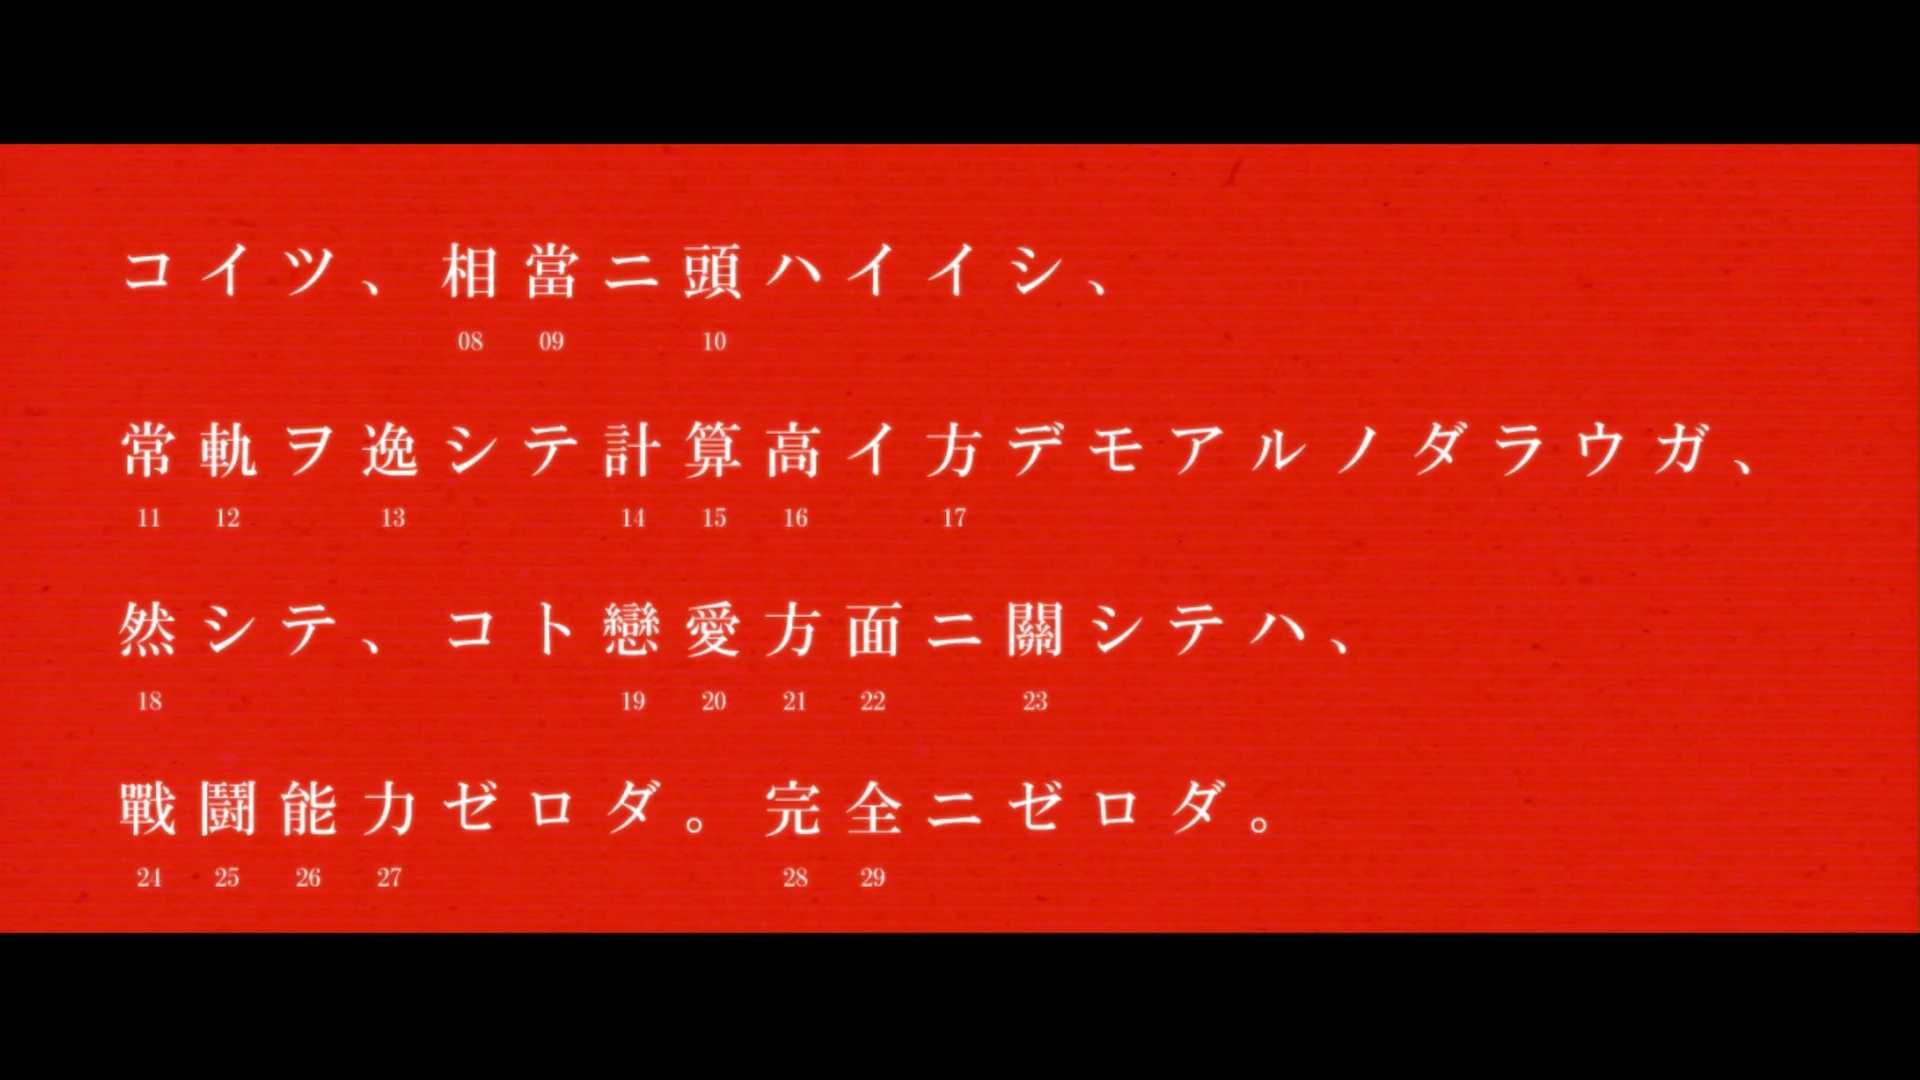 コイツ、相當ニ頭ハイイシ、
08 09 10
常軌ヲ逸シテ計算高イ方デモアルノダラウガ、
11 12 13 14 15 16 17
然シテ、コト戀愛方面ニ關シテハ、
18 19 20 21 22 23
戰鬪能力ゼロダ。完全ニゼロダ。
24 25 26 27 28 29